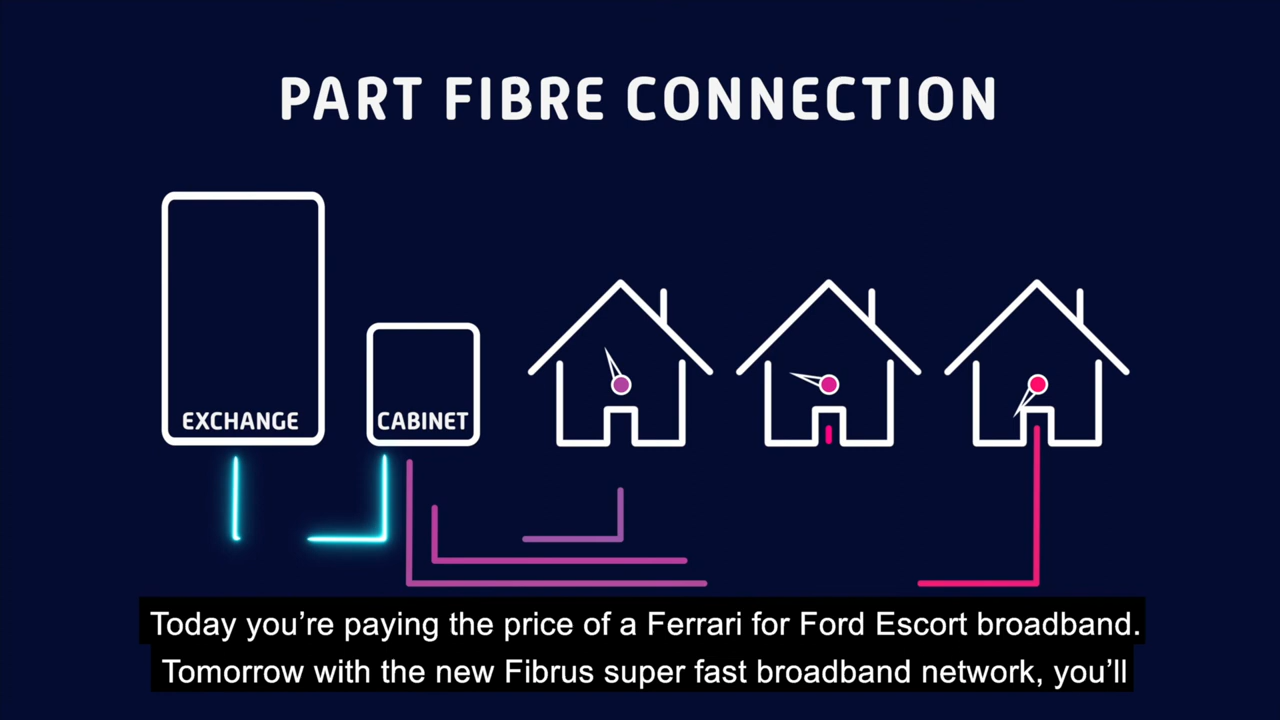 PART FIBRE CONNECTION
EXCHANGE
CABINET
Today you’re paying the price of a Ferrari for Ford Escort broadband.
Tomorrow with the new Fibrus super fast broadband network, you’ll